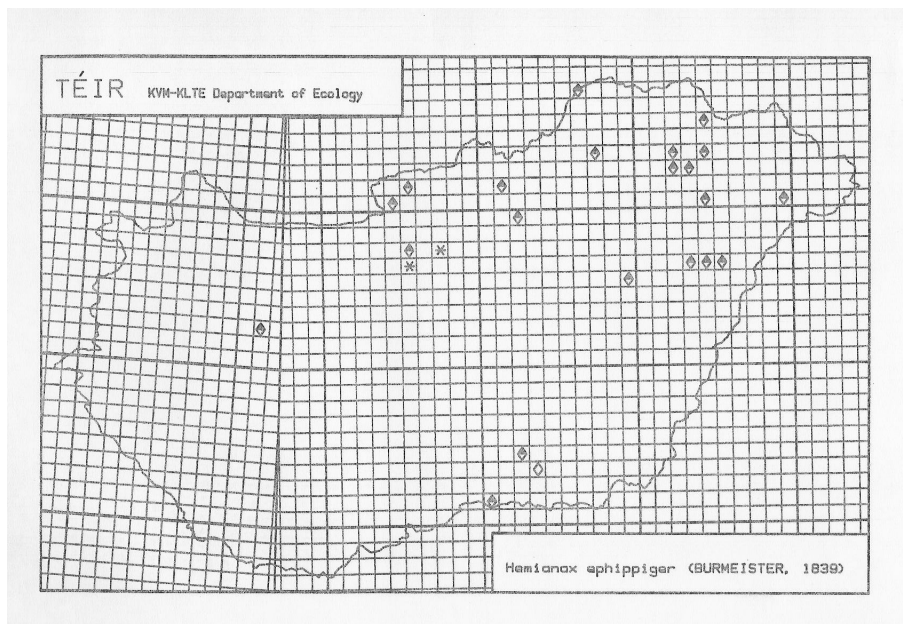 TÉIR KVM-KLTE Department of Ecology
Hemianax ephippiger (BURMEISTER, 1839)